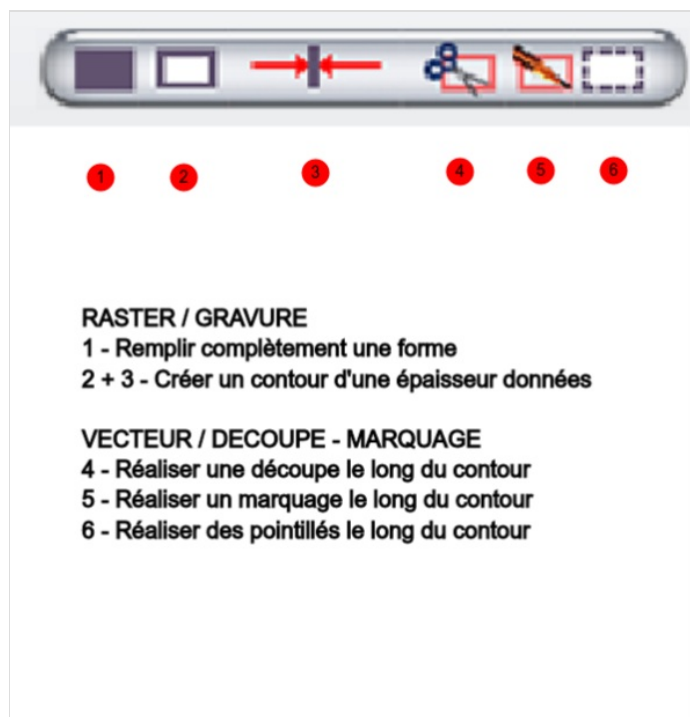 1 2 3 4 5 6
RASTER / GRAVURE
1 - Remplir complètement une forme
2 + 3 - Créer un contour d'une épaisseur données
VECTEUR / DECOUPE - MARQUAGE
4 - Réaliser une découpe le long du contour
5 - Réaliser un marquage le long du contour
6 - Réaliser des pointillés le long du contour